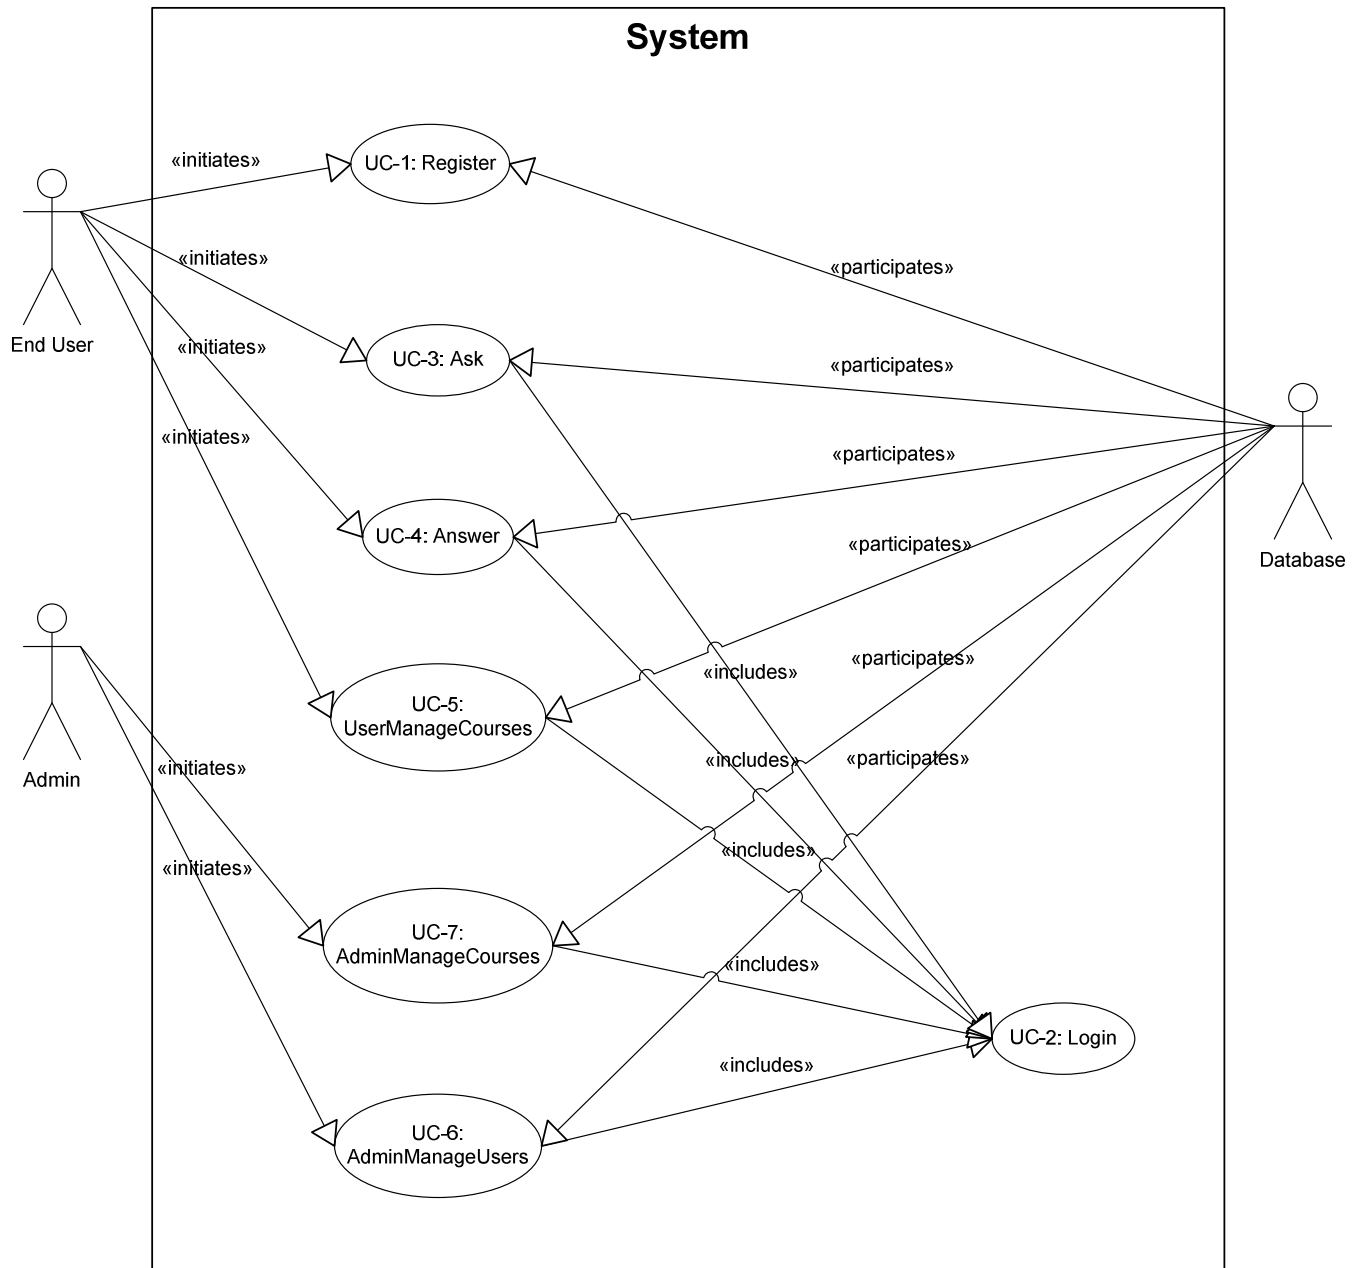 System
«initiates»
UC-1: Register
«initiates»
«participates»
End User
«initiates»
UC-3: Ask
«participates»
«initiates»
«participates»
UC-4: Answer
«participates»
Database
«includes»
«participates»
UC-5:
UserManageCourses
Admin
«initiates»
«includes»
«participates»
«initiates»
«includes»
UC-7:
AdminManageCourses
«includes»
UC-2: Login
«includes»
UC-6:
AdminManageUsers